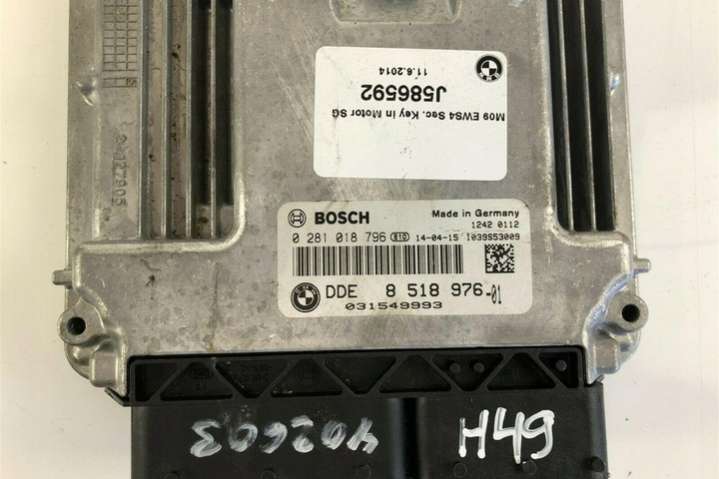 M09 EWS4 Sec. Key in Motor SG
J586592
11.6.2014
BOSCH
Made in Germany
1242 0112
0 281 018 796 E1C 14-04-15 1039S53009
DDE 8 518 976-01
031549993
402603
H49